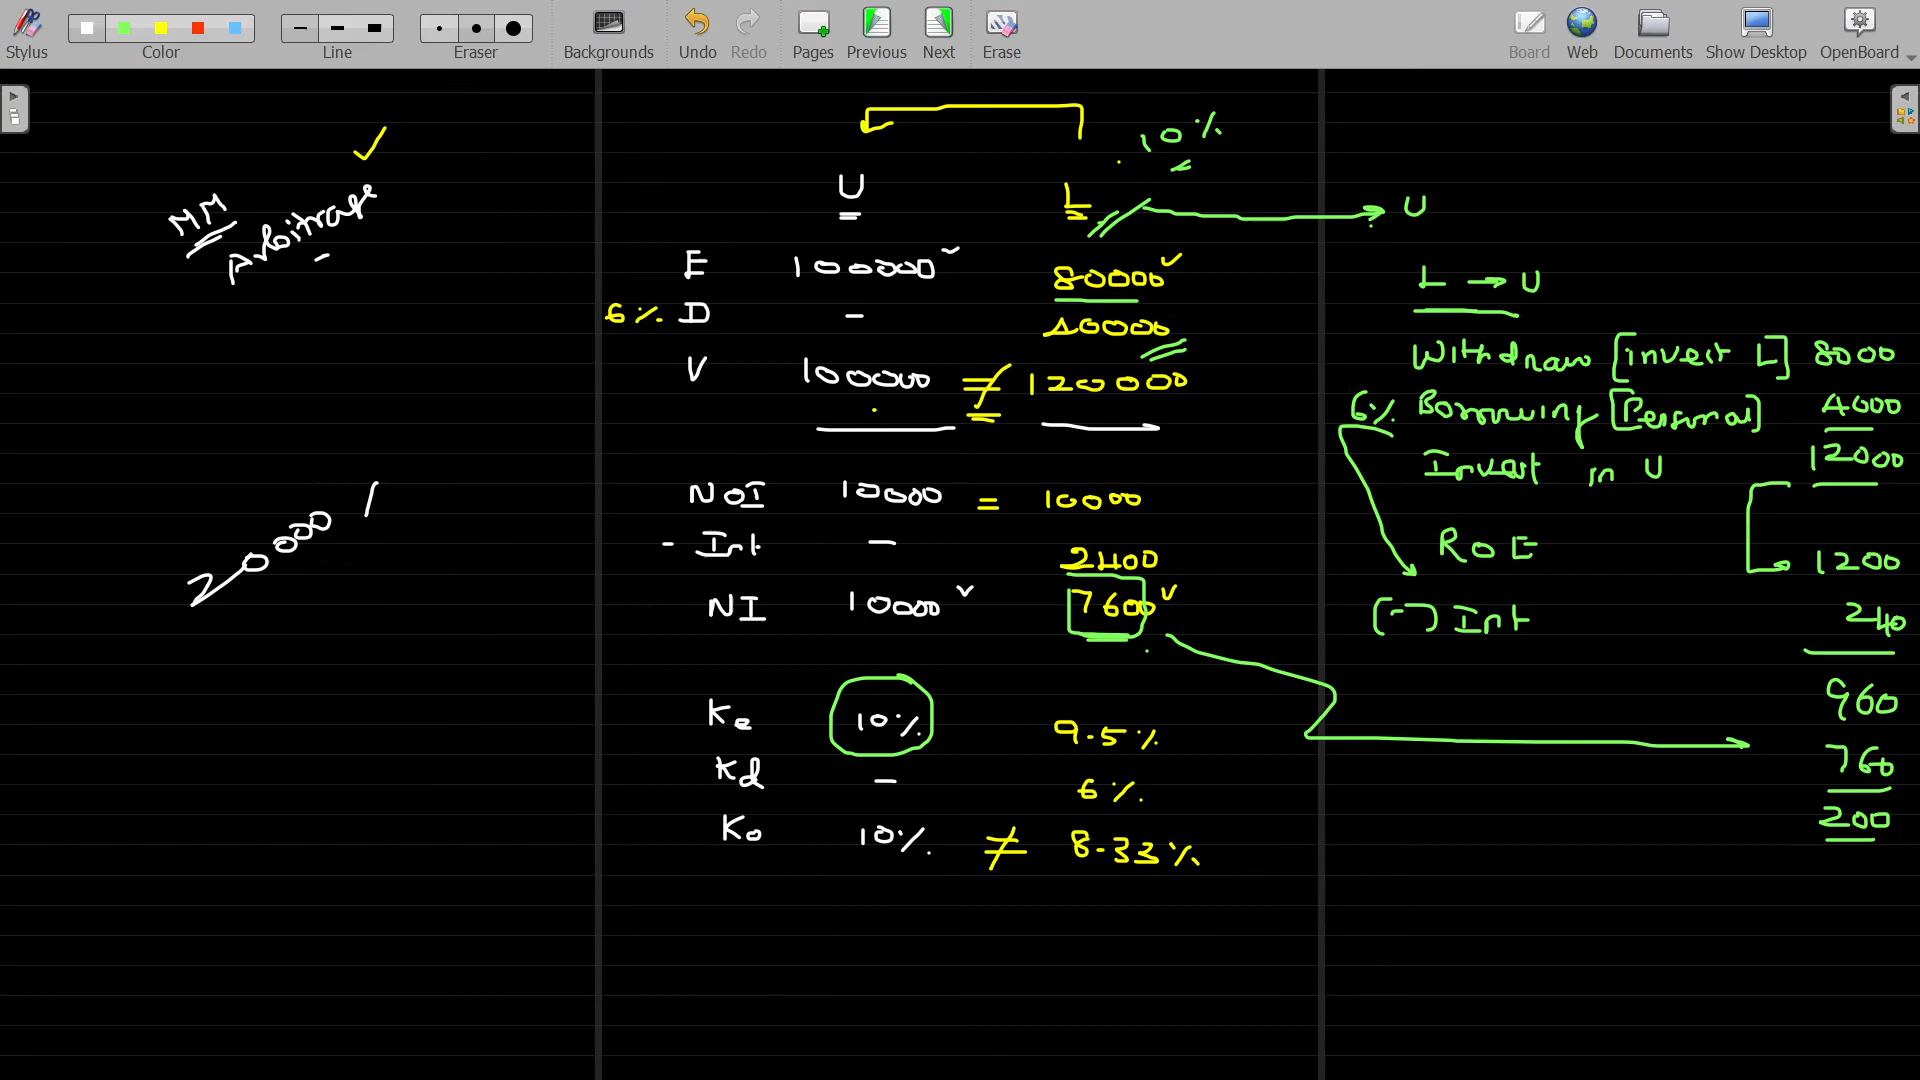 Stylus Color Line Eraser Backgrounds Undo Redo Pages Previous Next Erase Board Web Documents Show Desktop OpenBoard
MM
Arbitrage
20000 /
U L 10%
E 100000 80000
6% D - 40000
V 100000 ≠ 120000
NOI 10000 = 10000
- Int - 2400
NI 10000 7600
Ke 10% 9.5%
Kd - 6%
Ko 10% ≠ 8.33%
U
L → U
Withdraw [invest L] 8000
6% Borrowing [Personal] 4000
Invest in U 12000
ROE 1200
(-) Int 240
960
760
200